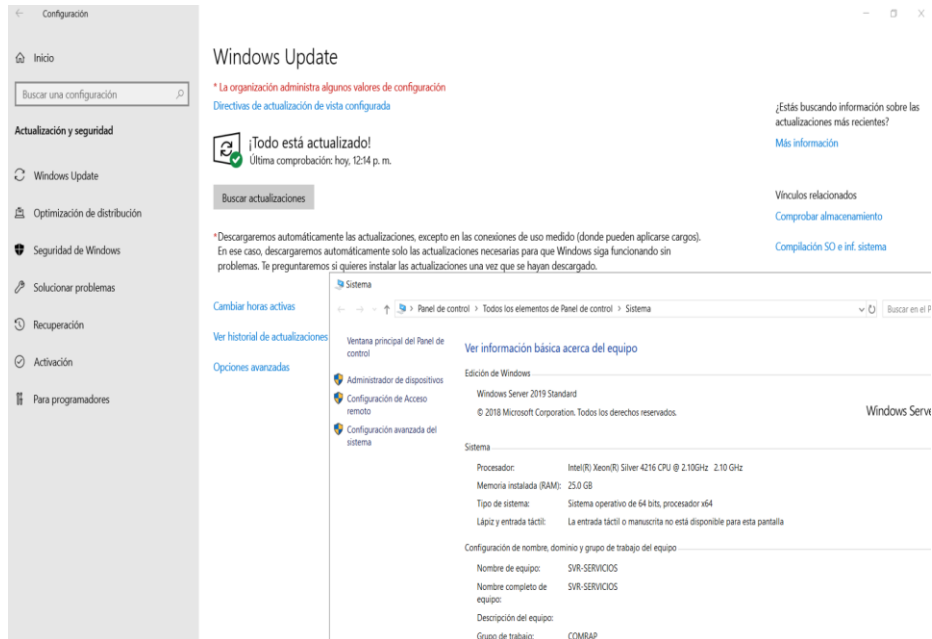 Configuración
Inicio
Buscar una configuración
Actualización y seguridad
Windows Update
Optimización de distribución
Seguridad de Windows
Solucionar problemas
Recuperación
Activación
Para programadores
Windows Update
* La organización administra algunos valores de configuración
Directivas de actualización de vista configurada
¡Todo está actualizado!
Última comprobación: hoy, 12:14 p. m.
Buscar actualizaciones
*Descargaremos automáticamente las actualizaciones, excepto en las conexiones de uso medido (donde pueden aplicarse cargos).
En ese caso, descargaremos automáticamente solo las actualizaciones necesarias para que Windows siga funcionando sin
problemas. Te preguntaremos si quieres instalar las actualizaciones una vez que se hayan descargado.
Cambiar horas activas
Ver historial de actualizaciones
Opciones avanzadas
¿Estás buscando información sobre las
actualizaciones más recientes?
Más información
Vínculos relacionados
Comprobar almacenamiento
Compilación SO e inf. sistema
Sistema
Panel de control > Todos los elementos de Panel de control > Sistema
Buscar en el P
Ventana principal del Panel de
control
Administrador de dispositivos
Configuración de Acceso
remoto
Configuración avanzada del
sistema
Ver información básica acerca del equipo
Edición de Windows
Windows Server 2019 Standard
© 2018 Microsoft Corporation. Todos los derechos reservados.
Windows Serve
Sistema
Procesador: Intel(R) Xeon(R) Silver 4216 CPU @ 2.10GHz 2.10 GHz
Memoria instalada (RAM): 25.0 GB
Tipo de sistema: Sistema operativo de 64 bits, procesador x64
Lápiz y entrada táctil: La entrada táctil o manuscrita no está disponible para esta pantalla
Configuración de nombre, dominio y grupo de trabajo del equipo
Nombre de equipo: SVR-SERVICIOS
Nombre completo de SVR-SERVICIOS
equipo:
Descripción del equipo:
Grupo de trabajo: COMRAP